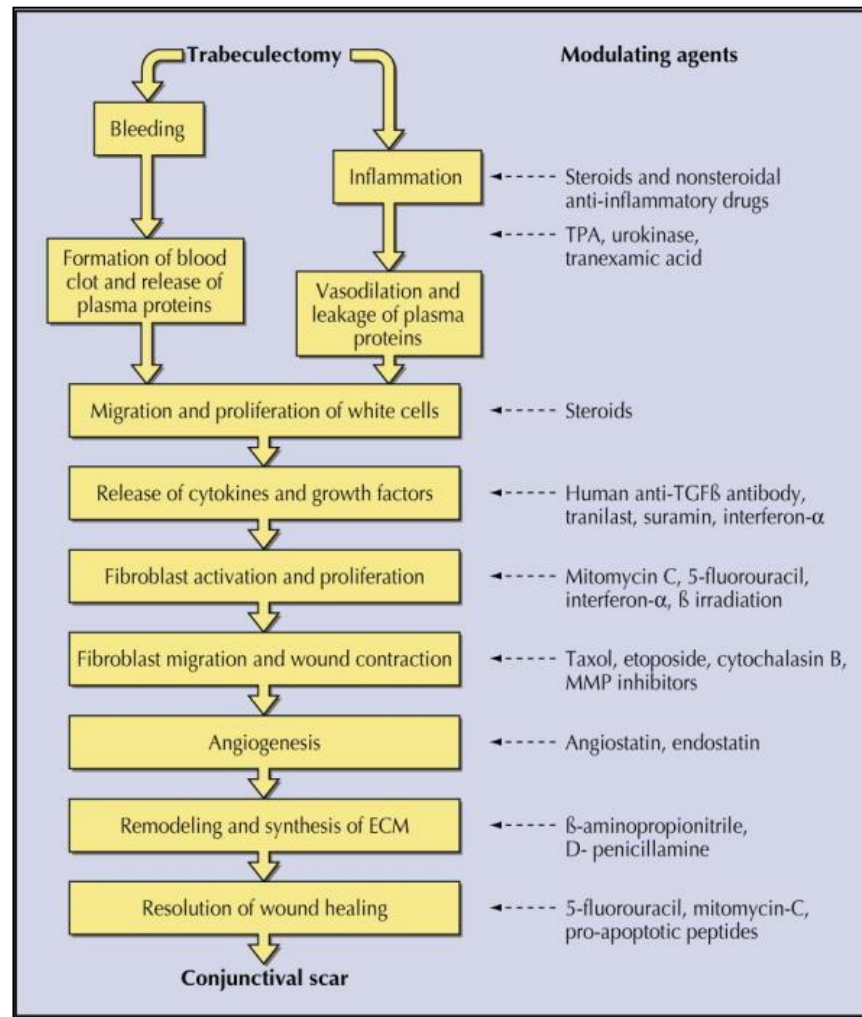 Trabeculectomy
Modulating agents
Bleeding
Inflammation
Steroids and nonsteroidal
anti-inflammatory drugs
TPA, urokinase,
tranexamic acid
Formation of blood
clot and release of
plasma proteins
Vasodilation and
leakage of plasma
proteins
Migration and proliferation of white cells
Steroids
Release of cytokines and growth factors
Human anti-TGFß antibody,
tranilast, suramin, interferon-α
Fibroblast activation and proliferation
Mitomycin C, 5-fluorouracil,
interferon-α, ß irradiation
Fibroblast migration and wound contraction
Taxol, etoposide, cytochalasin B,
MMP inhibitors
Angiogenesis
Angiostatin, endostatin
Remodeling and synthesis of ECM
ß-aminopropionitrile,
D- penicillamine
Resolution of wound healing
5-fluorouracil, mitomycin-C,
pro-apoptotic peptides
Conjunctival scar